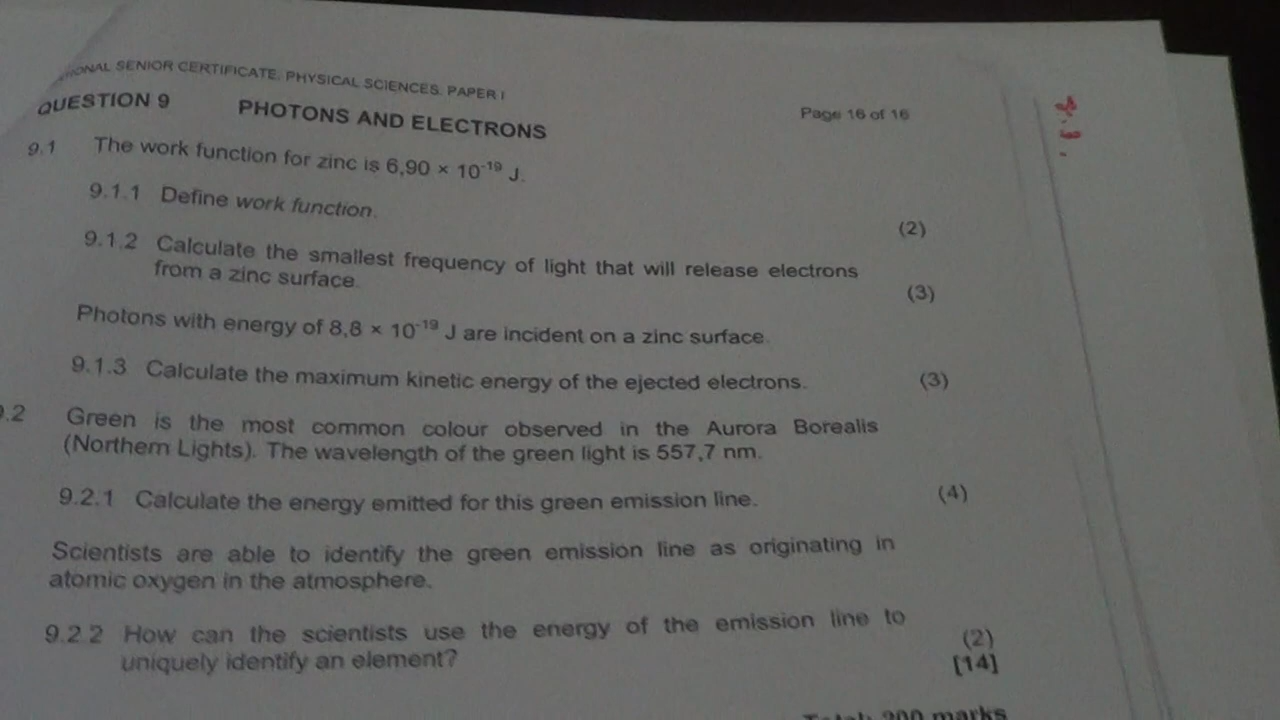 SENIOR CERTIFICATE: PHYSICAL SCIENCES: PAPER I
Page 16 of 16
QUESTION 9 PHOTONS AND ELECTRONS
9.1 The work function for zinc is 6,90 × 10⁻¹⁹ J.
9.1.1 Define work function. (2)
9.1.2 Calculate the smallest frequency of light that will release electrons
from a zinc surface. (3)
Photons with energy of 8,8 × 10⁻¹⁹ J are incident on a zinc surface.
9.1.3 Calculate the maximum kinetic energy of the ejected electrons. (3)
.2 Green is the most common colour observed in the Aurora Borealis
(Northern Lights). The wavelength of the green light is 557,7 nm.
9.2.1 Calculate the energy emitted for this green emission line. (4)
Scientists are able to identify the green emission line as originating in
atomic oxygen in the atmosphere.
9.2.2 How can the scientists use the energy of the emission line to
uniquely identify an element? (2)
[14]
Total: 200 marks